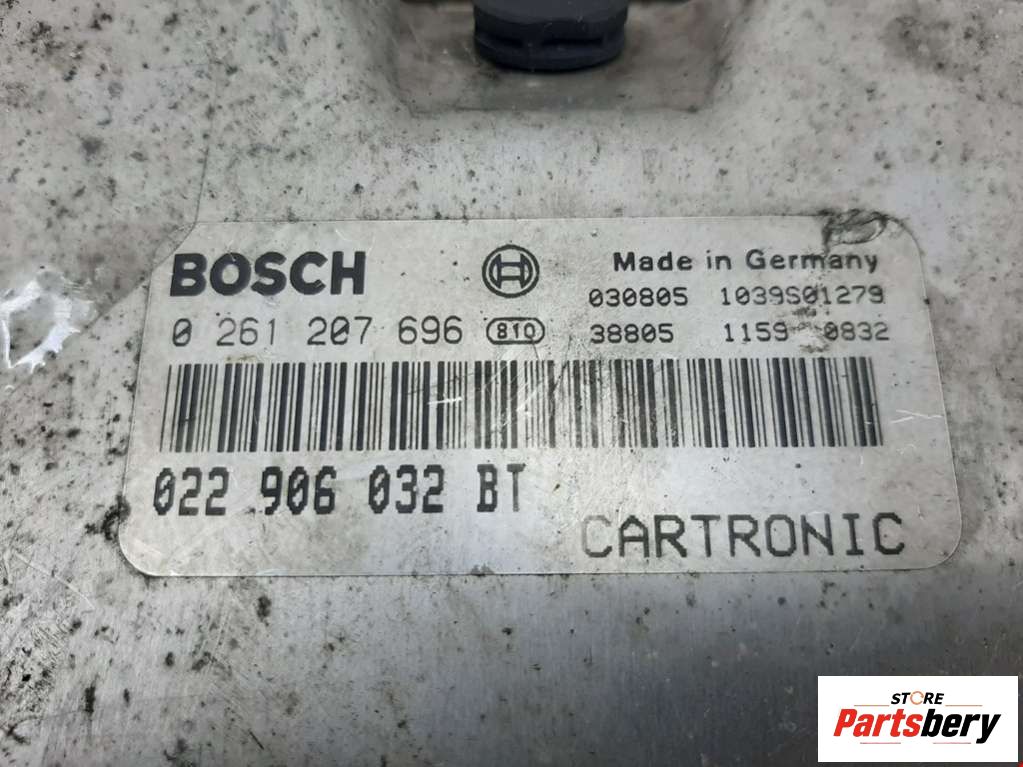 BOSCH
Made in Germany
030805 1039S01279
0 261 207 696 810
38805 1159 0832
022 906 032 BT
CARTRONIC
STORE
Partsbery